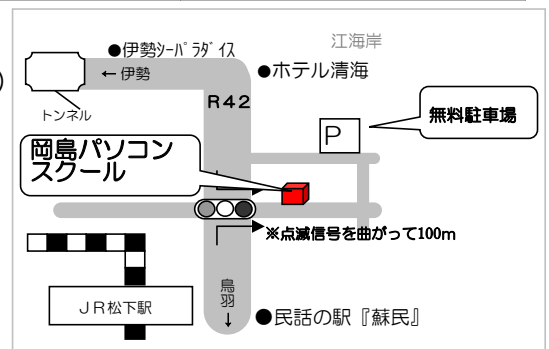 )
●伊勢シーパラダイス
江海岸
←伊勢
●ホテル清海
トンネル
R42
無料駐車場
P
岡島パソコン
スクール
※点滅信号を曲がって100m
鳥羽
↓
JR松下駅
●民話の駅『蘇民』